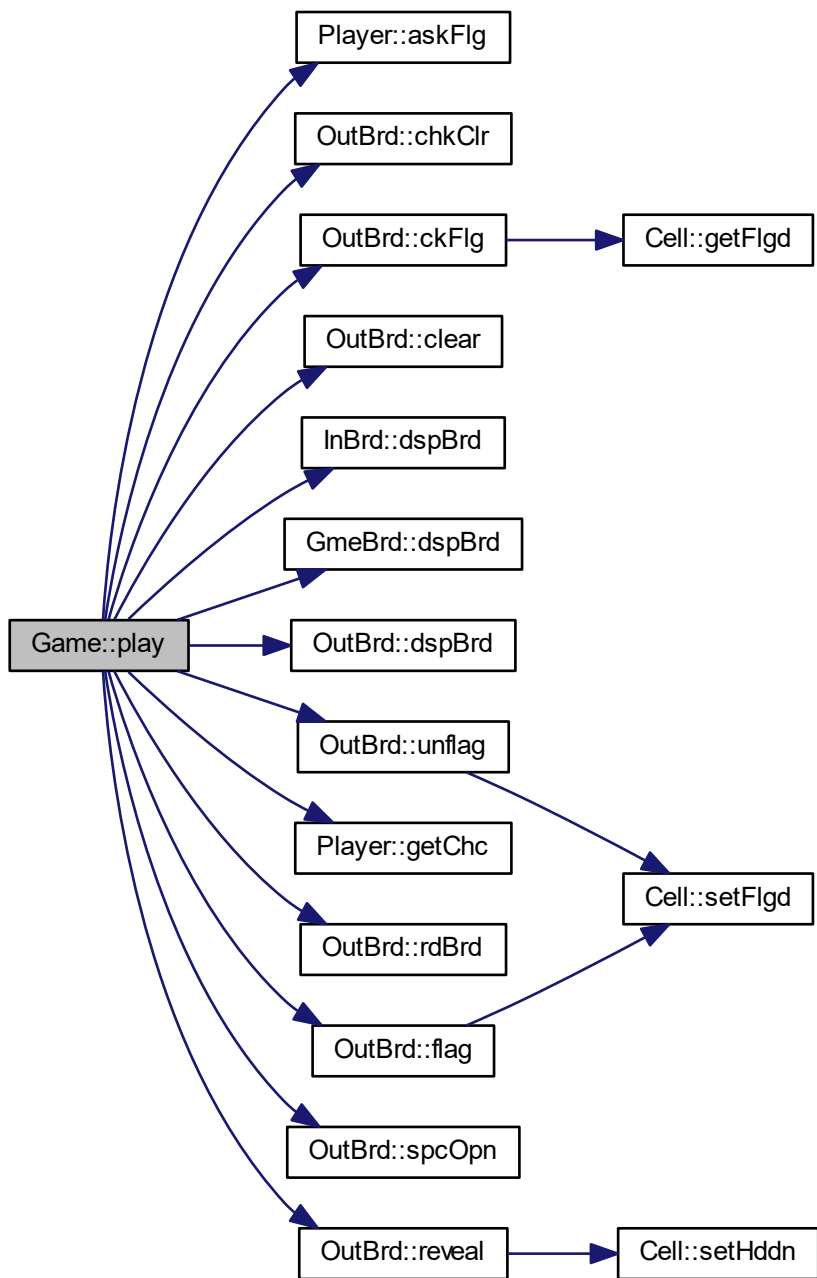 Player::askFlg
OutBrd::chkClr
OutBrd::ckFlg
Cell::getFlgd
OutBrd::clear
InBrd::dspBrd
GmeBrd::dspBrd
Game::play
OutBrd::dspBrd
OutBrd::unflag
Player::getChc
Cell::setFlgd
OutBrd::rdBrd
OutBrd::flag
OutBrd::spcOpn
OutBrd::reveal
Cell::setHddn